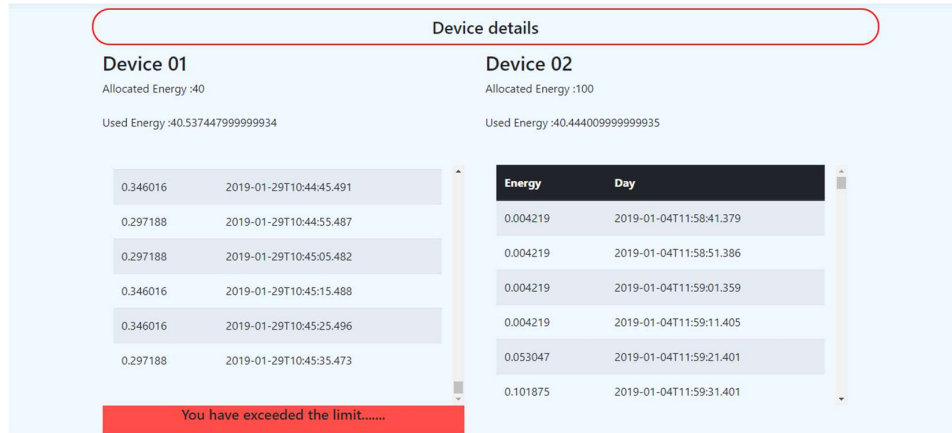 Device details
Device 01
Allocated Energy :40
Used Energy :40.537447999999934
0.346016 2019-01-29T10:44:45.491
0.297188 2019-01-29T10:44:55.487
0.297188 2019-01-29T10:45:05.482
0.346016 2019-01-29T10:45:15.488
0.346016 2019-01-29T10:45:25.496
0.297188 2019-01-29T10:45:35.473
You have exceeded the limit.......
Device 02
Allocated Energy :100
Used Energy :40.444009999999935
Energy Day
0.004219 2019-01-04T11:58:41.379
0.004219 2019-01-04T11:58:51.386
0.004219 2019-01-04T11:59:01.359
0.004219 2019-01-04T11:59:11.405
0.053047 2019-01-04T11:59:21.401
0.101875 2019-01-04T11:59:31.401